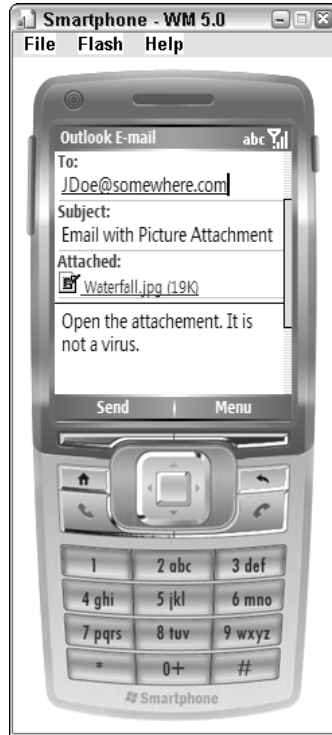 Smartphone - WM 5.0
File Flash Help
Outlook E-mail abc
To:
JDoe@somewhere.com
Subject:
Email with Picture Attachment
Attached:
Waterfall.jpg (19K)
Open the attachement. It is
not a virus.
Send Menu
1 2 abc 3 def
4 ghi 5 jkl 6 mno
7 pqrs 8 tuv 9 wxyz
* 0+ #
Smartphone